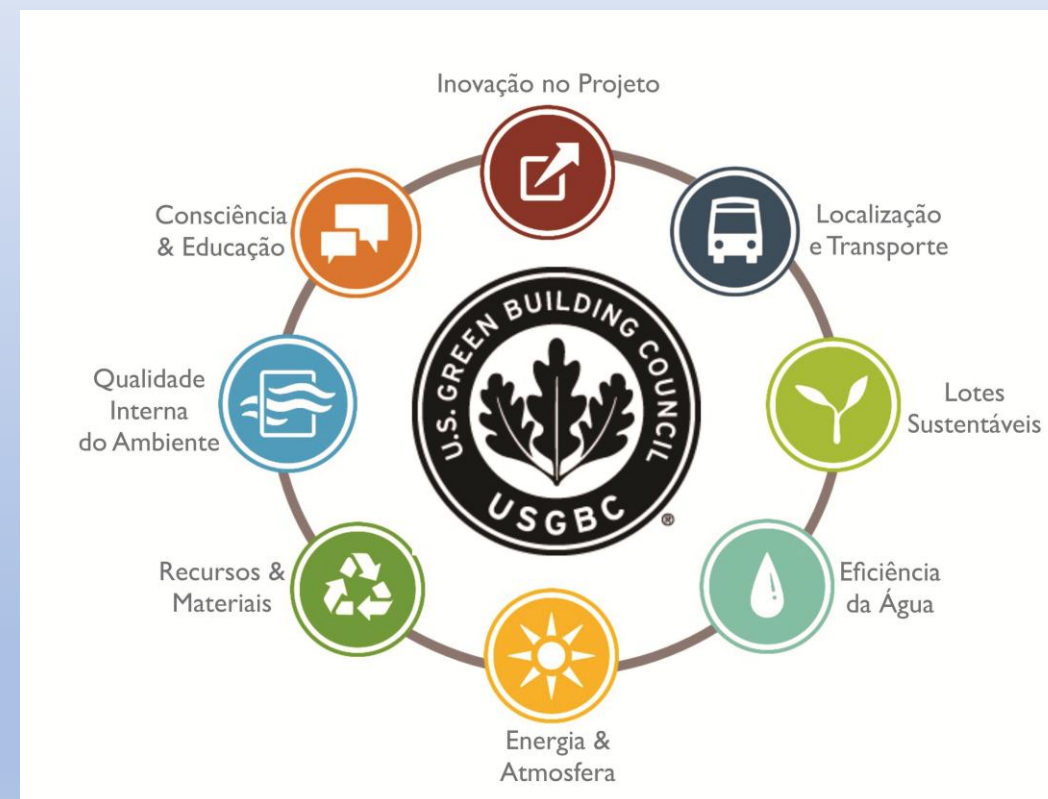 Inovação no Projeto
Consciência
& Educação
Localização
e Transporte
U.S. GREEN BUILDING COUNCIL
USGBC
®
Qualidade
Interna
do Ambiente
Lotes
Sustentáveis
Recursos &
Materiais
Eficiência
da Água
Energia &
Atmosfera